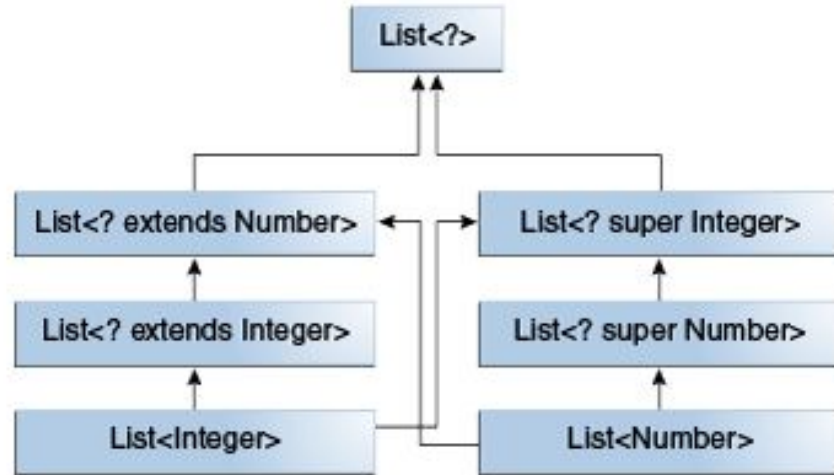 List<?>
List<? extends Number>
List<? super Integer>
List<? extends Integer>
List<? super Number>
List<Integer>
List<Number>